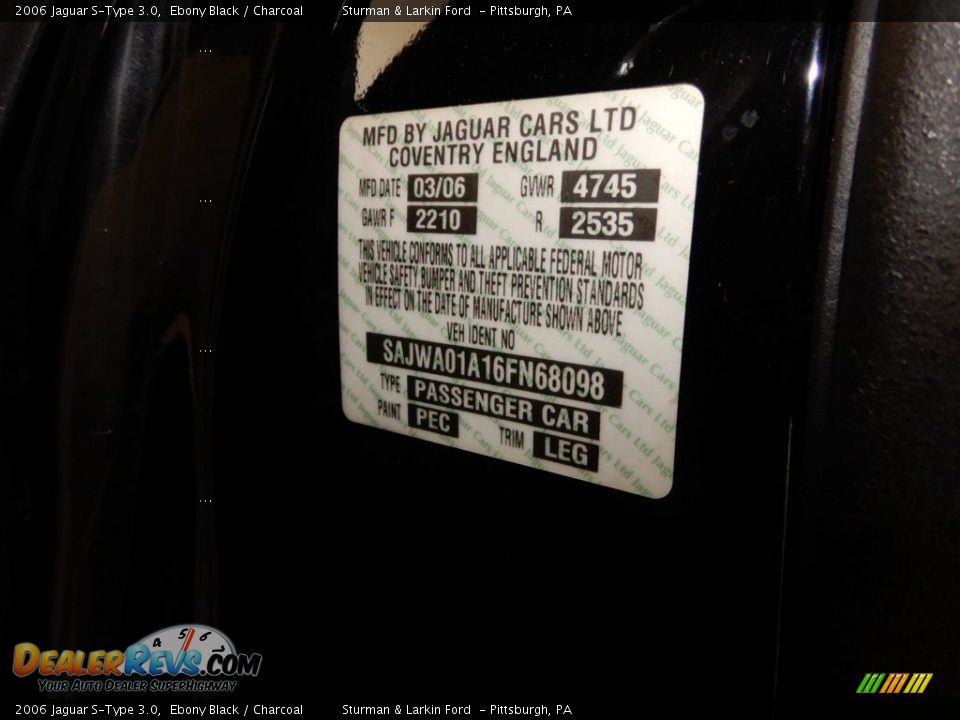 2006 Jaguar S-Type 3.0, Ebony Black / Charcoal Sturman & Larkin Ford - Pittsburgh, PA
MFD BY JAGUAR CARS LTD
COVENTRY ENGLAND
MFD DATE 03/06 GVWR 4745
GAWR F 2210 R 2535
THIS VEHICLE CONFORMS TO ALL APPLICABLE FEDERAL MOTOR
VEHICLE SAFETY, BUMPER AND THEFT PREVENTION STANDARDS
IN EFFECT ON THE DATE OF MANUFACTURE SHOWN ABOVE.
VEH IDENT NO
SAJWA01A16FN68098
TYPE PASSENGER CAR
PAINT PEC TRIM LEG
4 5 6
DEALERREVS.COM
YOUR AUTO DEALER SUPERHIGHWAY
2006 Jaguar S-Type 3.0, Ebony Black / Charcoal Sturman & Larkin Ford - Pittsburgh, PA